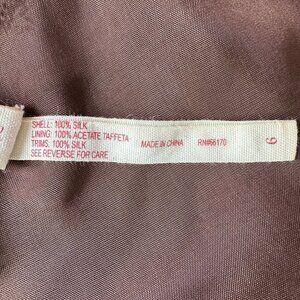 SHELL: 100% SILK
LINING: 100% ACETATE TAFFETA
TRIMS: 100% SILK
SEE REVERSE FOR CARE
MADE IN CHINA
RN#66170
6